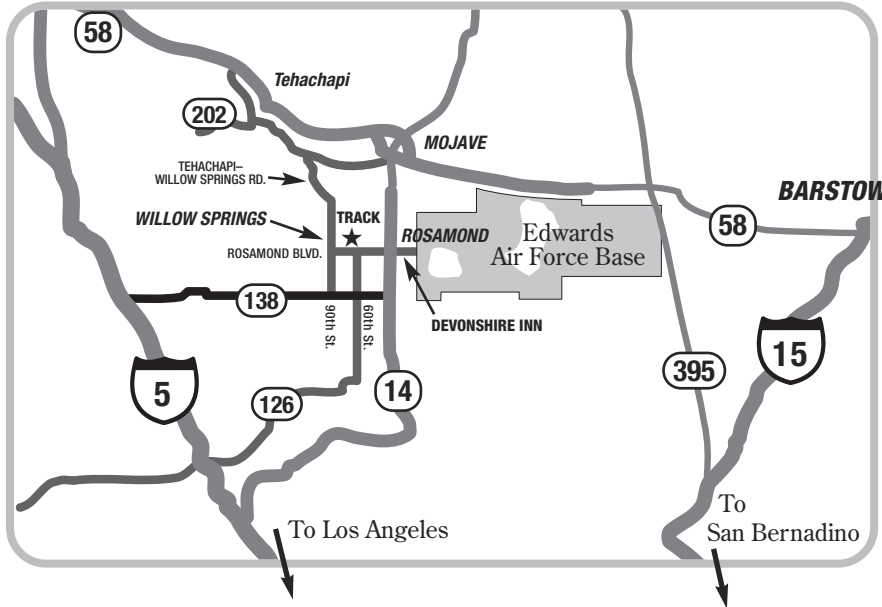 58
Tehachapi
202
MOJAVE
TEHACHAPI–
WILLOW SPRINGS RD.
BARSTOW
WILLOW SPRINGS
TRACK
ROSAMOND
Edwards
Air Force Base
58
ROSAMOND BLVD.
138
90th St.
60th St.
DEVONSHIRE INN
15
5
395
14
126
To
San Bernadino
To Los Angeles